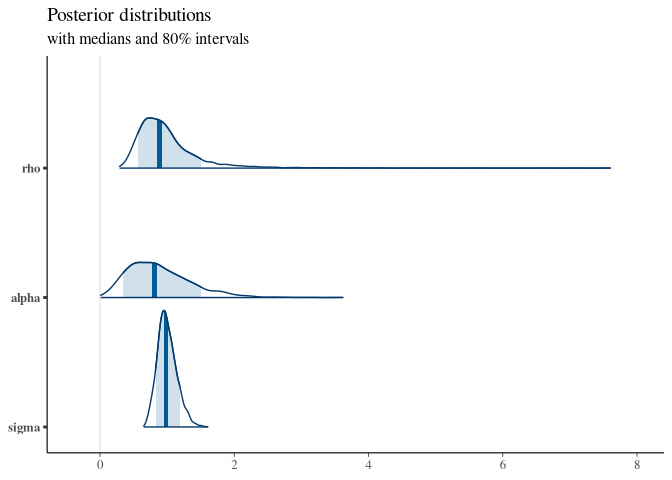 Posterior distributions
with medians and 80% intervals
rho
alpha
sigma
0 2 4 6 8